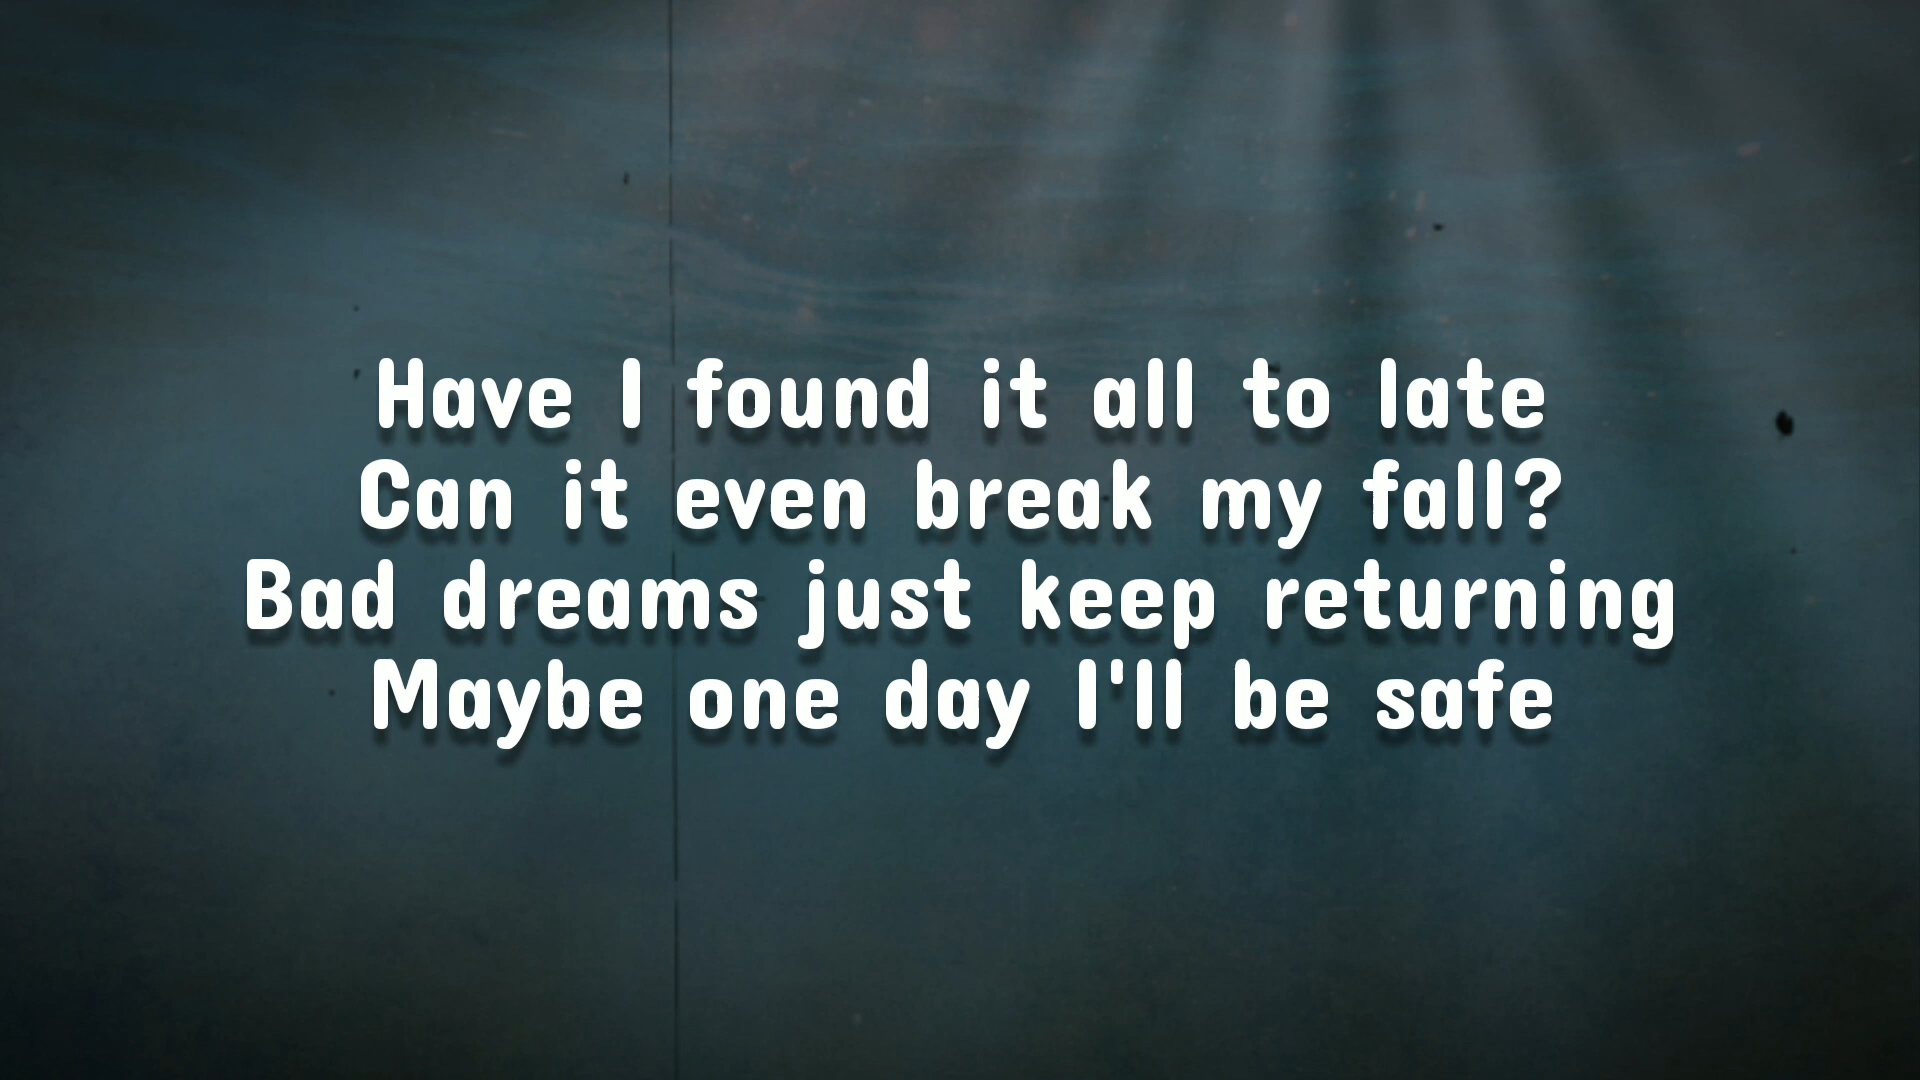 Have I found it all to late
Can it even break my fall?
Bad dreams just keep returning
Maybe one day I'll be safe